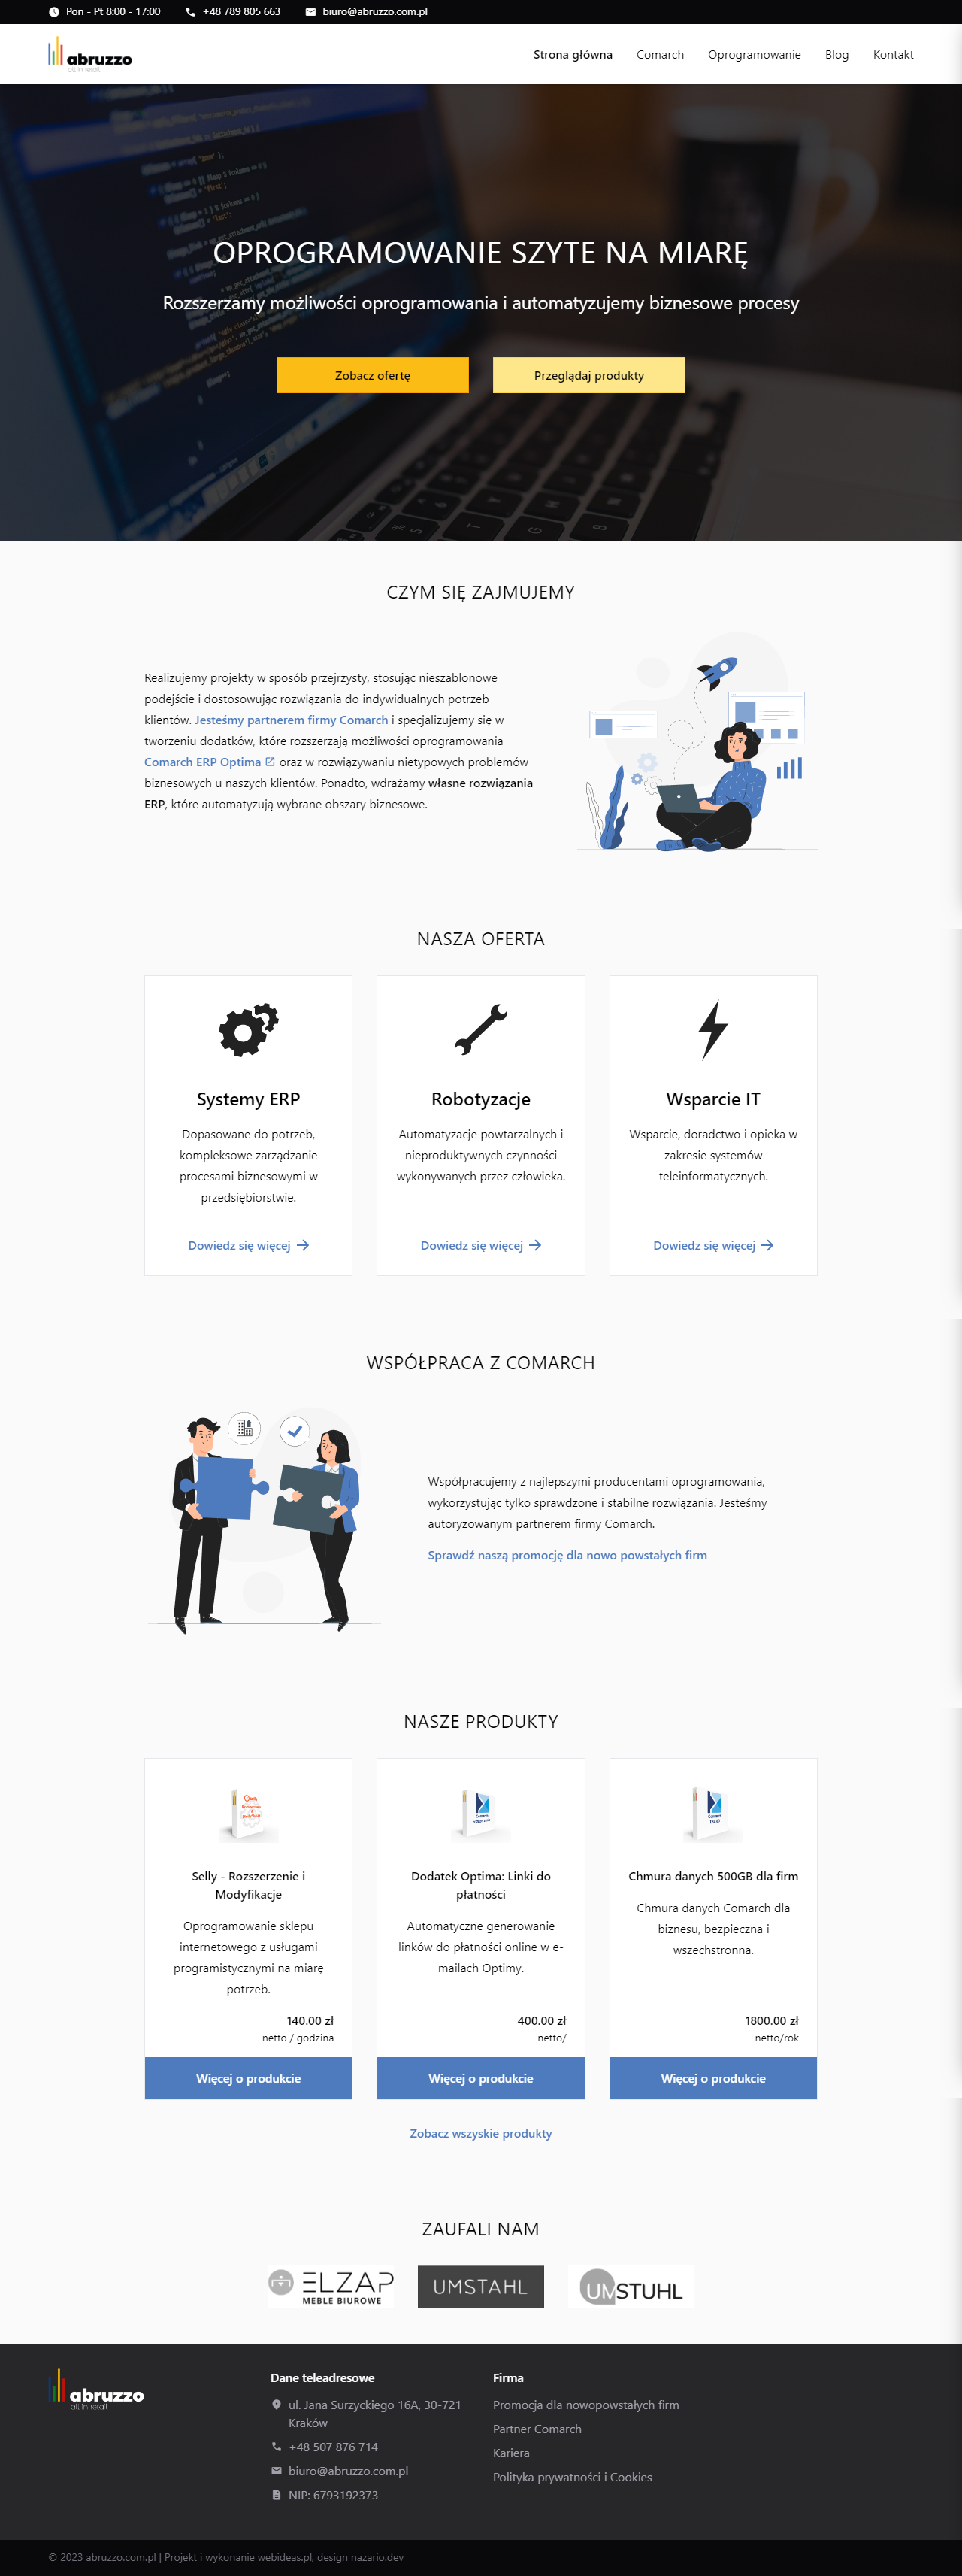 Pon - Pt 8:00 - 17:00
+48 789 805 663
biuro@abruzzo.com.pl
abruzzo
all in retail
Strona główna
Comarch
Oprogramowanie
Blog
Kontakt
OPROGRAMOWANIE SZYTE NA MIARĘ
Rozszerzamy możliwości oprogramowania i automatyzujemy biznesowe procesy
Zobacz ofertę
Przeglądaj produkty
CZYM SIĘ ZAJMUJEMY
Realizujemy projekty w sposób przejrzysty, stosując nieszablonowe
podejście i dostosowując rozwiązania do indywidualnych potrzeb
klientów. Jesteśmy partnerem firmy Comarch i specjalizujemy się w
tworzeniu dodatków, które rozszerzają możliwości oprogramowania
Comarch ERP Optima oraz w rozwiązywaniu nietypowych problemów
biznesowych u naszych klientów. Ponadto, wdrażamy własne rozwiązania
ERP, które automatyzują wybrane obszary biznesowe.
NASZA OFERTA
Systemy ERP
Dopasowane do potrzeb,
kompleksowe zarządzanie
procesami biznesowymi w
przedsiębiorstwie.
Dowiedz się więcej
Robotyzacje
Automatyzacje powtarzalnych i
nieproduktywnych czynności
wykonywanych przez człowieka.
Dowiedz się więcej
Wsparcie IT
Wsparcie, doradctwo i opieka w
zakresie systemów
teleinformatycznych.
Dowiedz się więcej
WSPÓŁPRACA Z COMARCH
Współpracujemy z najlepszymi producentami oprogramowania,
wykorzystując tylko sprawdzone i stabilne rozwiązania. Jesteśmy
autoryzowanym partnerem firmy Comarch.
Sprawdź naszą promocję dla nowo powstałych firm
NASZE PRODUKTY
Selly - Rozszerzenie i
Modyfikacje
Oprogramowanie sklepu
internetowego z usługami
programistycznymi na miarę
potrzeb.
140.00 zł
netto / godzina
Więcej o produkcie
Dodatek Optima: Linki do
płatności
Automatyczne generowanie
linków do płatności online w e-
mailach Optimy.
400.00 zł
netto/
Więcej o produkcie
Chmura danych 500GB dla firm
Chmura danych Comarch dla
biznesu, bezpieczna i
wszechstronna.
1800.00 zł
netto/rok
Więcej o produkcie
Zobacz wszyskie produkty
ZAUFALI NAM
ELZAP
MEBLE BIUROWE
UMSTAHL
UMSTUHL
abruzzo
all in retail
Dane teleadresowe
ul. Jana Surzyckiego 16A, 30-721
Kraków
+48 507 876 714
biuro@abruzzo.com.pl
NIP: 6793192373
Firma
Promocja dla nowopowstałych firm
Partner Comarch
Kariera
Polityka prywatności i Cookies
© 2023 abruzzo.com.pl | Projekt i wykonanie webideas.pl, design nazario.dev